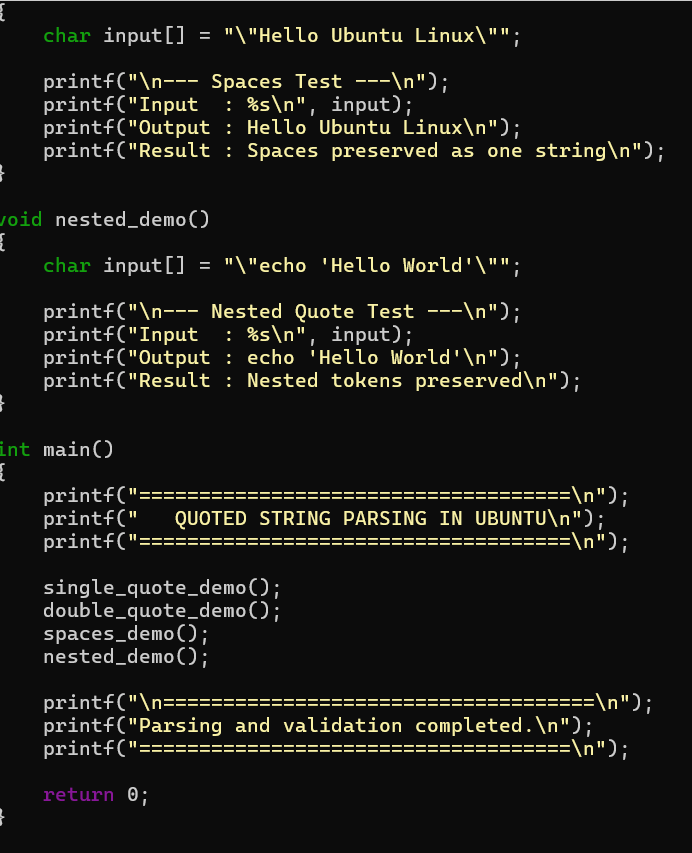 {
    char input[] = "\"Hello Ubuntu Linux\"";

    printf("\n--- Spaces Test ---\n");
    printf("Input  : %s\n", input);
    printf("Output : Hello Ubuntu Linux\n");
    printf("Result : Spaces preserved as one string\n");
}

void nested_demo()
{
    char input[] = "\"echo 'Hello World'\"";

    printf("\n--- Nested Quote Test ---\n");
    printf("Input  : %s\n", input);
    printf("Output : echo 'Hello World'\n");
    printf("Result : Nested tokens preserved\n");
}

int main()
{
    printf("====================================\n");
    printf("   QUOTED STRING PARSING IN UBUNTU\n");
    printf("====================================\n");

    single_quote_demo();
    double_quote_demo();
    spaces_demo();
    nested_demo();

    printf("\n====================================\n");
    printf("Parsing and validation completed.\n");
    printf("====================================\n");

    return 0;
}